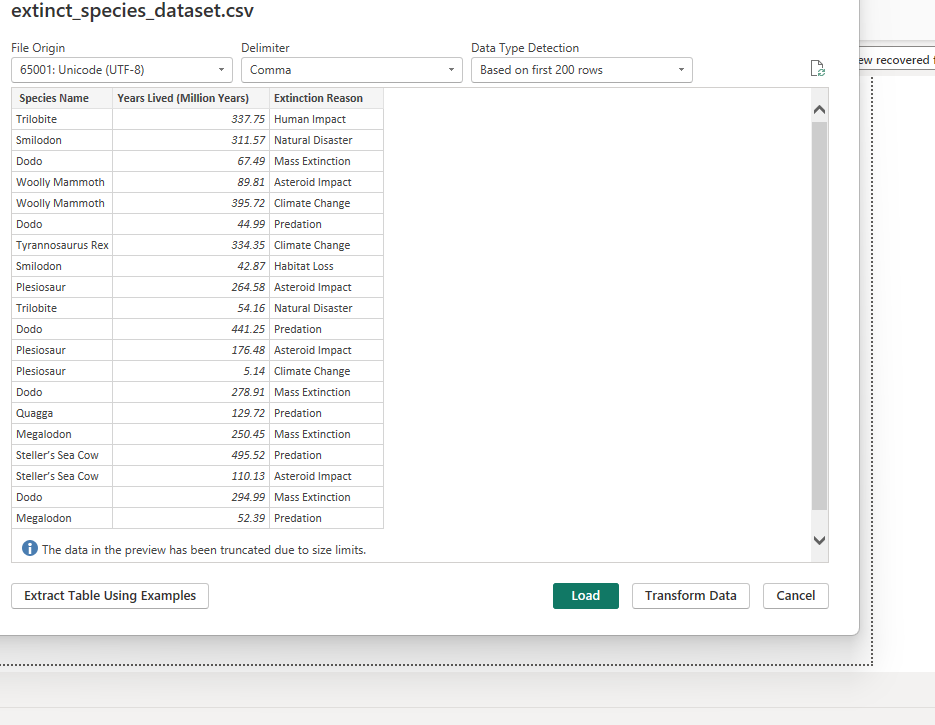 extinct_species_dataset.csv
File Origin Delimiter Data Type Detection
65001: Unicode (UTF-8) Comma Based on first 200 rows
ew recovered
Species Name Years Lived (Million Years) Extinction Reason
Trilobite 337.75 Human Impact
Smilodon 311.57 Natural Disaster
Dodo 67.49 Mass Extinction
Woolly Mammoth 89.81 Asteroid Impact
Woolly Mammoth 395.72 Climate Change
Dodo 44.99 Predation
Tyrannosaurus Rex 334.35 Climate Change
Smilodon 42.87 Habitat Loss
Plesiosaur 264.58 Asteroid Impact
Trilobite 54.16 Natural Disaster
Dodo 441.25 Predation
Plesiosaur 176.48 Asteroid Impact
Plesiosaur 5.14 Climate Change
Dodo 278.91 Mass Extinction
Quagga 129.72 Predation
Megalodon 250.45 Mass Extinction
Steller's Sea Cow 495.52 Predation
Steller's Sea Cow 110.13 Asteroid Impact
Dodo 294.99 Mass Extinction
Megalodon 52.39 Predation
The data in the preview has been truncated due to size limits.
Extract Table Using Examples Load Transform Data Cancel